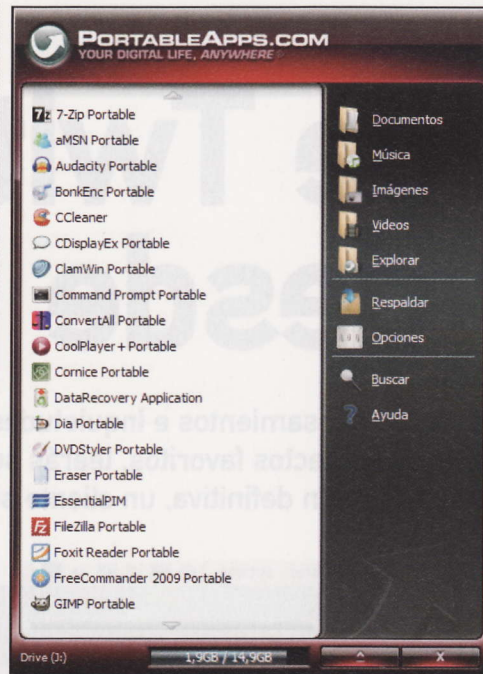 PORTABLEAPPS.COM
YOUR DIGITAL LIFE, ANYWHERE
7-Zip Portable
aMSN Portable
Audacity Portable
BonkEnc Portable
CCleaner
CDisplayEx Portable
ClamWin Portable
Command Prompt Portable
ConvertAll Portable
CoolPlayer+ Portable
Cornice Portable
DataRecovery Application
Dia Portable
DVDStyler Portable
Eraser Portable
EssentialPIM
FileZilla Portable
Foxit Reader Portable
FreeCommander 2009 Portable
GIMP Portable
Documentos
Música
Imágenes
Videos
Explorar
Respaldar
Opciones
Buscar
Ayuda
Drive (J:)
1,9GB / 14,9GB
X